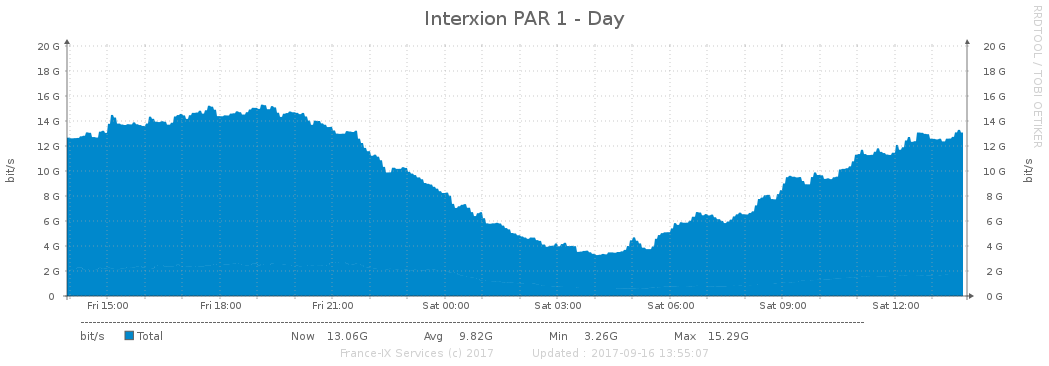 Interxion PAR 1 - Day
RRDTOOL / TOBI OETIKER
20 G 20 G
18 G 18 G
16 G 16 G
14 G 14 G
12 G 12 G
10 G 10 G
8 G 8 G
6 G 6 G
4 G 4 G
2 G 2 G
0 0 G
bit/s
bit/s
Fri 15:00 Fri 18:00 Fri 21:00 Sat 00:00 Sat 03:00 Sat 06:00 Sat 09:00 Sat 12:00
bit/s Total Now 13.06G Avg 9.82G Min 3.26G Max 15.29G
France-IX Services (c) 2017 Updated : 2017-09-16 13:55:07